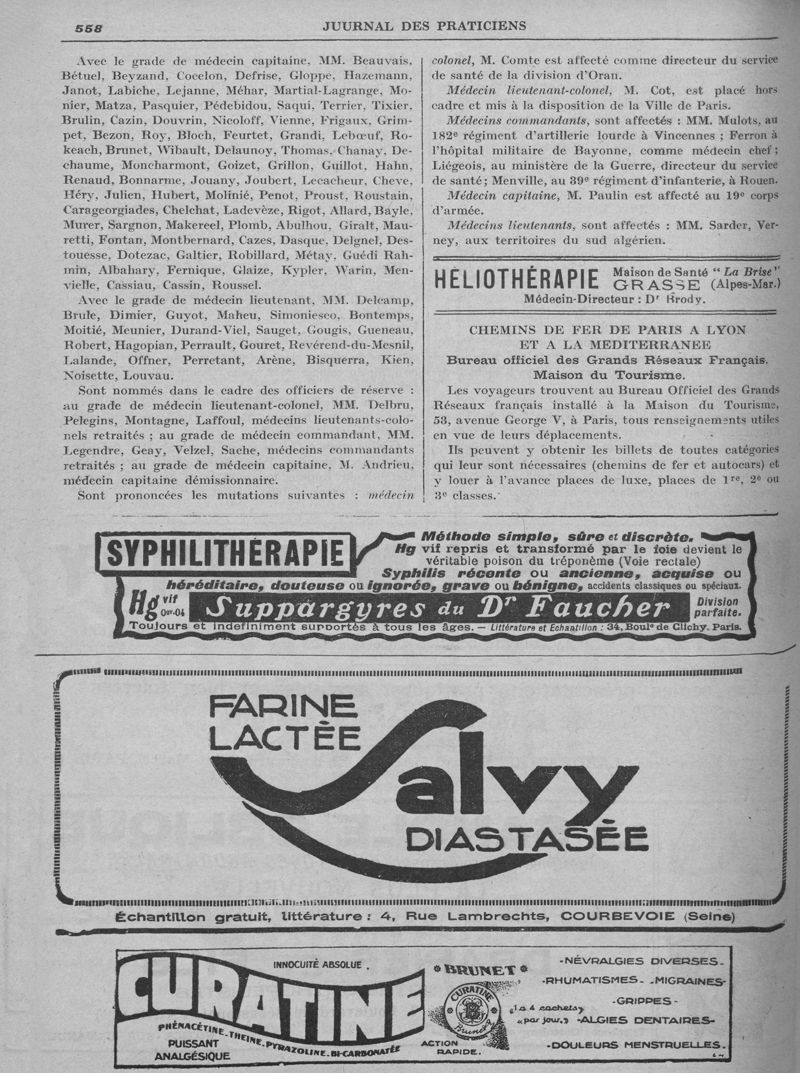 558
JUURNAL DES PRATICIENS
Avec le grade de médecin capitaine, MM. Beauvais,
Bétuel, Beyzand, Cocelon, Defrise, Gloppe, Hazemann,
Janot, Labiche, Lejanne, Méhar, Martial-Lagrange, Mo-
nier, Matza, Pasquier, Pédebidou, Saqui, Terrier, Tixier,
Brulin, Cazin, Douvrin, Nicoloff, Vienne, Frigaux, Grim-
pet, Bezon, Roy, Bloch, Feurtet, Grandi, Lebœuf, Ro-
keach, Brunet, Wibault, Delaunoy, Thomas, Chanay, De-
chaume, Moncharmont, Goizet, Grillon, Guillot, Hahn,
Renaud, Bonnarme, Jouany, Joubert, Lecacheur, Cheve,
Héry, Julien, Hubert, Molinié, Penot, Proust, Roustain,
Carageorgiades, Chelchat, Ladevèze, Rigot, Allard, Bayle,
Murer, Sargnon, Makereel, Plomb, Abulhou, Giralt, Mau-
retti, Fontan, Montbernard, Cazes, Dasque, Delgnel, Des-
touesse, Dotezac, Galtier, Robillard, Métay, Guédi Rah-
min, Albahary, Fernique, Glaize, Kypler, Warin, Men-
vielle, Cassiau, Cassin, Roussel.
Avec le grade de médecin lieutenant, MM. Delcamp,
Brule, Dimier, Guyot, Maheu, Simoniesco, Bontemps,
Moitié, Meunier, Durand-Viel, Sauget, Gougis, Gueneau,
Robert, Hagopian, Perrault, Gouret, Revérend-du-Mesnil,
Lalande, Offner, Perretant, Arène, Bisquerra, Kien,
Noisette, Louvau.
Sont nommés dans le cadre des officiers de réserve :
au grade de médecin lieutenant-colonel, MM. Delbru,
Pelegins, Montagne, Laffoul, médecins lieutenants-colo-
nels retraités ; au grade de médecin commandant, MM.
Legendre, Geay, Velzel, Sache, médecins commandants
retraités ; au grade de médecin capitaine, M. Andrieu,
médecin capitaine démissionnaire.
Sont prononcées les mutations suivantes : médecin
colonel, M. Comte est affecté comme directeur du service
de santé de la division d'Oran.
Médecin lieutenant-colonel, M. Cot, est placé hors
cadre et mis à la disposition de la Ville de Paris.
Médecins commandants, sont affectés : MM. Mulots, au
182e régiment d'artillerie lourde à Vincennes ; Ferron à
l'hôpital militaire de Bayonne, comme médecin chef ;
Liégeois, au ministère de la Guerre, directeur du service
de santé ; Menville, au 39e régiment d'infanterie, à Rouen.
Médecin capitaine, M. Paulin est affecté au 19e corps
d'armée.
Médecins lieutenants, sont affectés : MM. Sarder, Ver-
ney, aux territoires du sud algérien.
HÉLIOTHÉRAPIE Maison de Santé "La Brise"
GRASSE (Alpes-Mar.)
Médecin-Directeur : Dr Brody.
CHEMINS DE FER DE PARIS A LYON
ET A LA MEDITERRANEE
Bureau officiel des Grands Réseaux Français.
Maison du Tourisme.
Les voyageurs trouvent au Bureau Officiel des Grands
Réseaux français installé à la Maison du Tourisme,
53, avenue George V, à Paris, tous renseignements utiles
en vue de leurs déplacements.
Ils peuvent y obtenir les billets de toutes catégories
qui leur sont nécessaires (chemins de fer et autocars) et
y louer à l'avance places de luxe, places de 1re, 2e ou
3e classes.
SYPHILITHÉRAPIE
Méthode simple, sûre et discrète.
Hg vif repris et transformé par le foie devient le
véritable poison du tréponème (Voie rectale)
Syphilis récente ou ancienne, acquise ou
héréditaire, douteuse ou ignorée, grave ou bénigne, accidents classiques ou spéciaux.
Hg vif 0gr.04 Suppargyres du Dr Faucher Division parfaite.
Toujours et indéfiniment supportés à tous les âges. — Littérature et Echantillon : 34, Boule de Clichy. Paris.
FARINE
LACTÉE
Salvy
DIASTASÉE
Échantillon gratuit, littérature : 4, Rue Lambrechts, COURBEVOIE (Seine)
INNOCUITÉ ABSOLUE.
CURATINE
PHÉNACÉTINE-THEINE-PYRAZOLINE-BI-CARBONATÉE
PUISSANT
ANALGÉSIQUE
* BRUNET *
CURATINE
Brunet
ACTION
RAPIDE.
1 a 4 cachets
par jour.
-NÉVRALGIES DIVERSES-
-RHUMATISMES- -MIGRAINES-
-GRIPPES-
-ALGIES DENTAIRES-
-DOULEURS MENSTRUELLES.